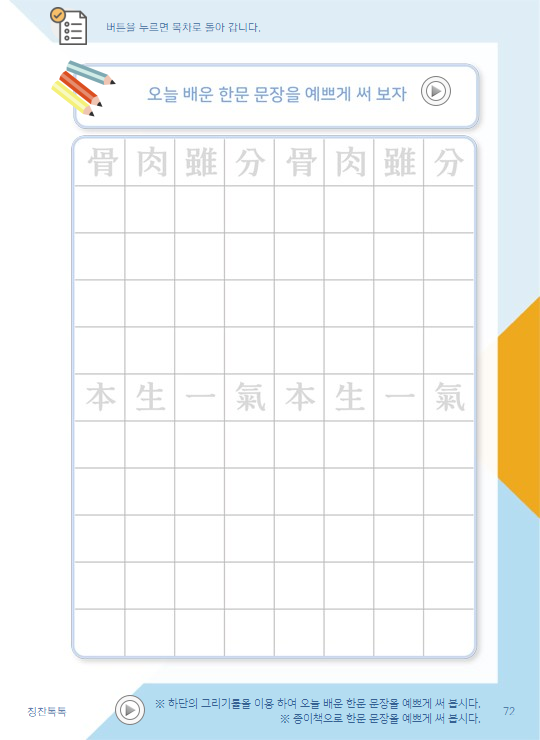 버튼을 누르면 목차로 돌아 갑니다.
오늘 배운 한문 문장을 예쁘게 써 보자
骨 肉 雖 分 骨 肉 雖 分
本 生 一 氣 本 生 一 氣
※ 하단의 그리기툴을 이용 하여 오늘 배운 한문 문장을 예쁘게 써 봅시다.
※ 종이책으로 한문 문장을 예쁘게 써 봅시다.
칭찬톡톡
72